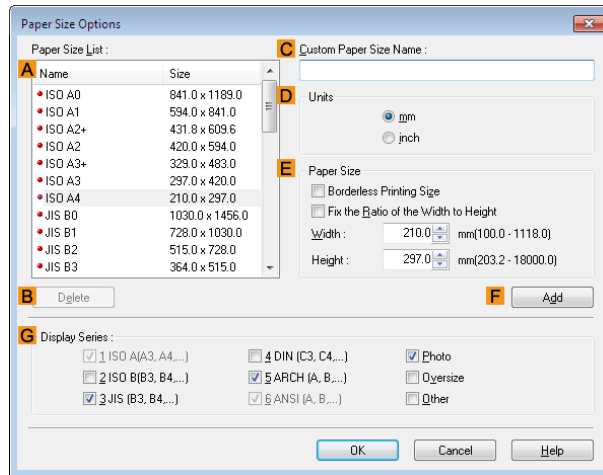 Paper Size Options
Paper Size List :
A
Name Size
ISO A0 841.0 x 1189.0
ISO A1 594.0 x 841.0
ISO A2+ 431.8 x 609.6
ISO A2 420.0 x 594.0
ISO A3+ 329.0 x 483.0
ISO A3 297.0 x 420.0
ISO A4 210.0 x 297.0
JIS B0 1030.0 x 1456.0
JIS B1 728.0 x 1030.0
JIS B2 515.0 x 728.0
JIS B3 364.0 x 515.0
B Delete
C Custom Paper Size Name :
D Units
mm
inch
E Paper Size
Borderless Printing Size
Fix the Ratio of the Width to Height
Width : 210.0 mm(100.0 - 1118.0)
Height : 297.0 mm(203.2 - 18000.0)
F Add
G Display Series :
1 ISO A(A3, A4,...) 4 DIN (C3, C4,...) Photo
2 ISO B(B3, B4,...) 5 ARCH (A, B,...) Oversize
3 JIS (B3, B4,...) 6 ANSI (A, B,...) Other
OK Cancel Help